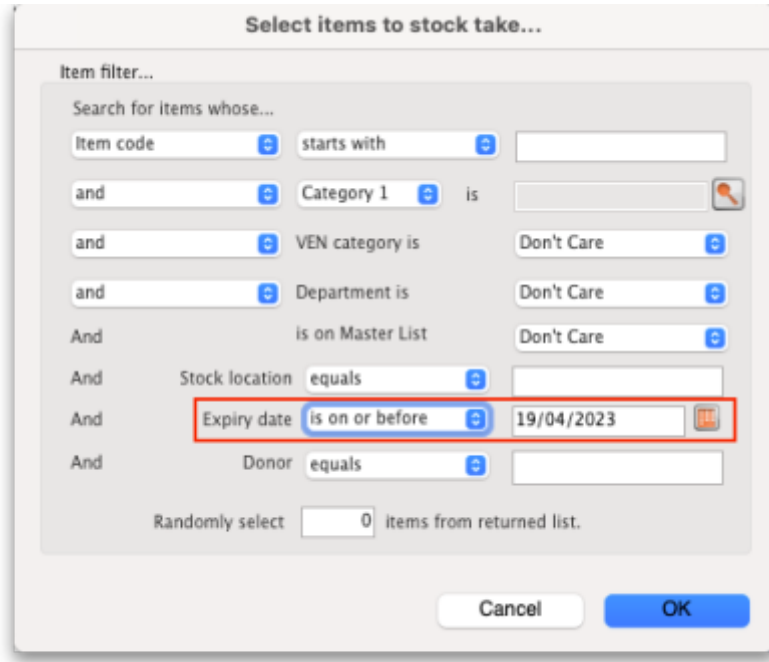 Select items to stock take...
Item filter...
Search for items whose...
Item code starts with
and Category 1 is
and VEN category is Don't Care
and Department is Don't Care
And is on Master List Don't Care
And Stock location equals
And Expiry date is on or before 19/04/2023
And Donor equals
Randomly select 0 items from returned list.
Cancel OK